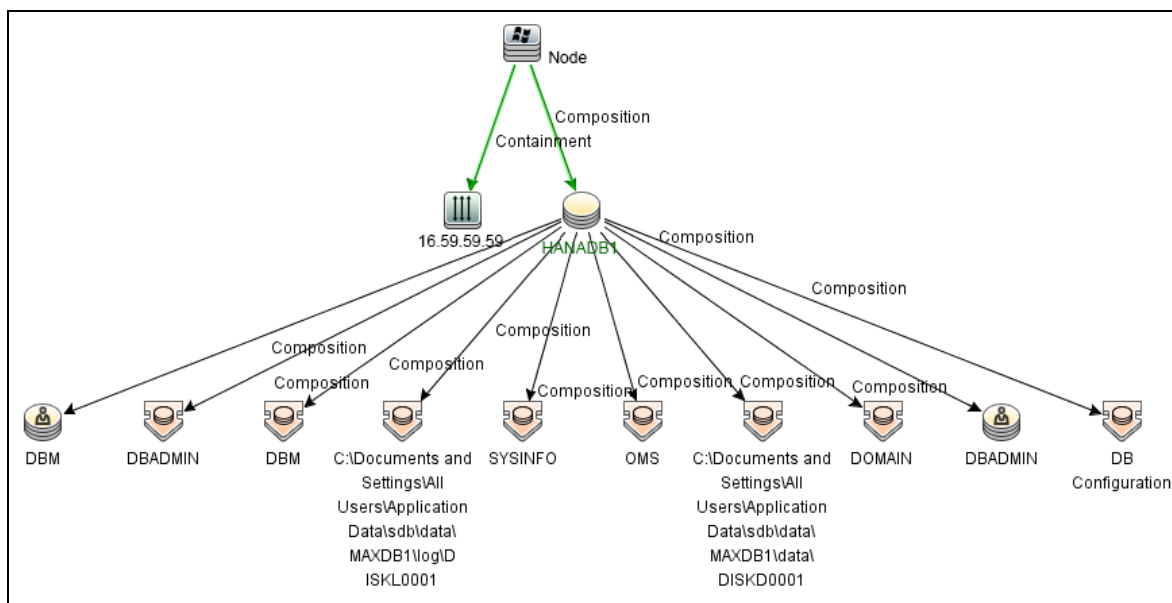 Node
Composition
Containment
16.59.59.59
HANADB1
Composition
Composition
Composition
Composition
Composition
Composition
Composition
Composition
Composition
Composition
DBM
DBADMIN
DBM
C:\Documents and
Settings\All
Users\Application
Data\sdb\data\
MAXDB1\log\D
ISKL0001
SYSINFO
OMS
C:\Documents and
Settings\All
Users\Application
Data\sdb\data\
MAXDB1\data\
DISKD0001
DOMAIN
DBADMIN
DB
Configuration